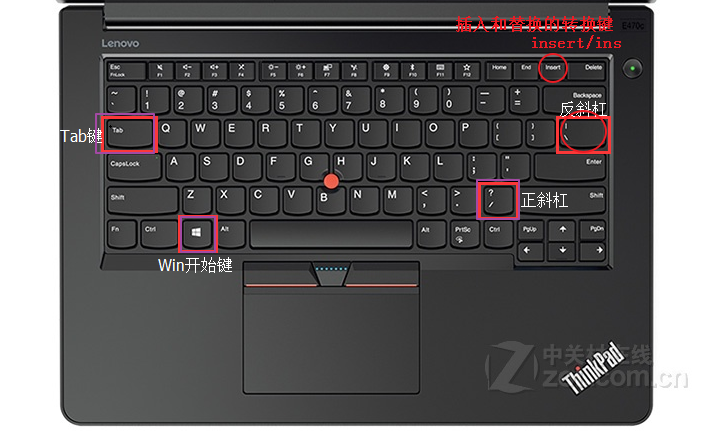 插入和替换的转换键
insert/ins
Lenovo
E470c
Esc FnLock F1 F2 F3 F4 F5 F6 F7 F8 F9 F10 F11 F12 Home End Insert Delete
~ ` ! 1 @ 2 # 3 $ 4 % 5 ^ 6 & 7 * 8 ( 9 ) 0 _ - + = Backspace
反斜杠
Tab键
Tab Q W E R T Y U I O P { [ } ] | \
CapsLock A S D F G H J K L : ; " ' Enter
Shift Z X C V B N M < , > . ? / Shift
正斜杠
Fn Ctrl Alt Alt PrtSc Ctrl PgUp PgDn
Win开始键
ThinkPad
Z 中关村在线
zol.com.cn